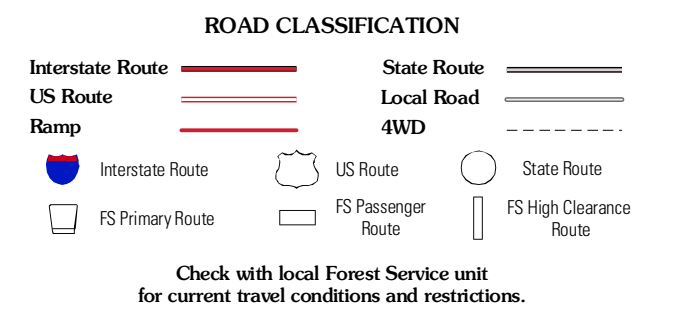 ROAD CLASSIFICATION
Interstate Route
State Route
US Route
Local Road
Ramp
4WD
Interstate Route
US Route
State Route
FS Primary Route
FS Passenger
Route
FS High Clearance
Route
Check with local Forest Service unit
for current travel conditions and restrictions.